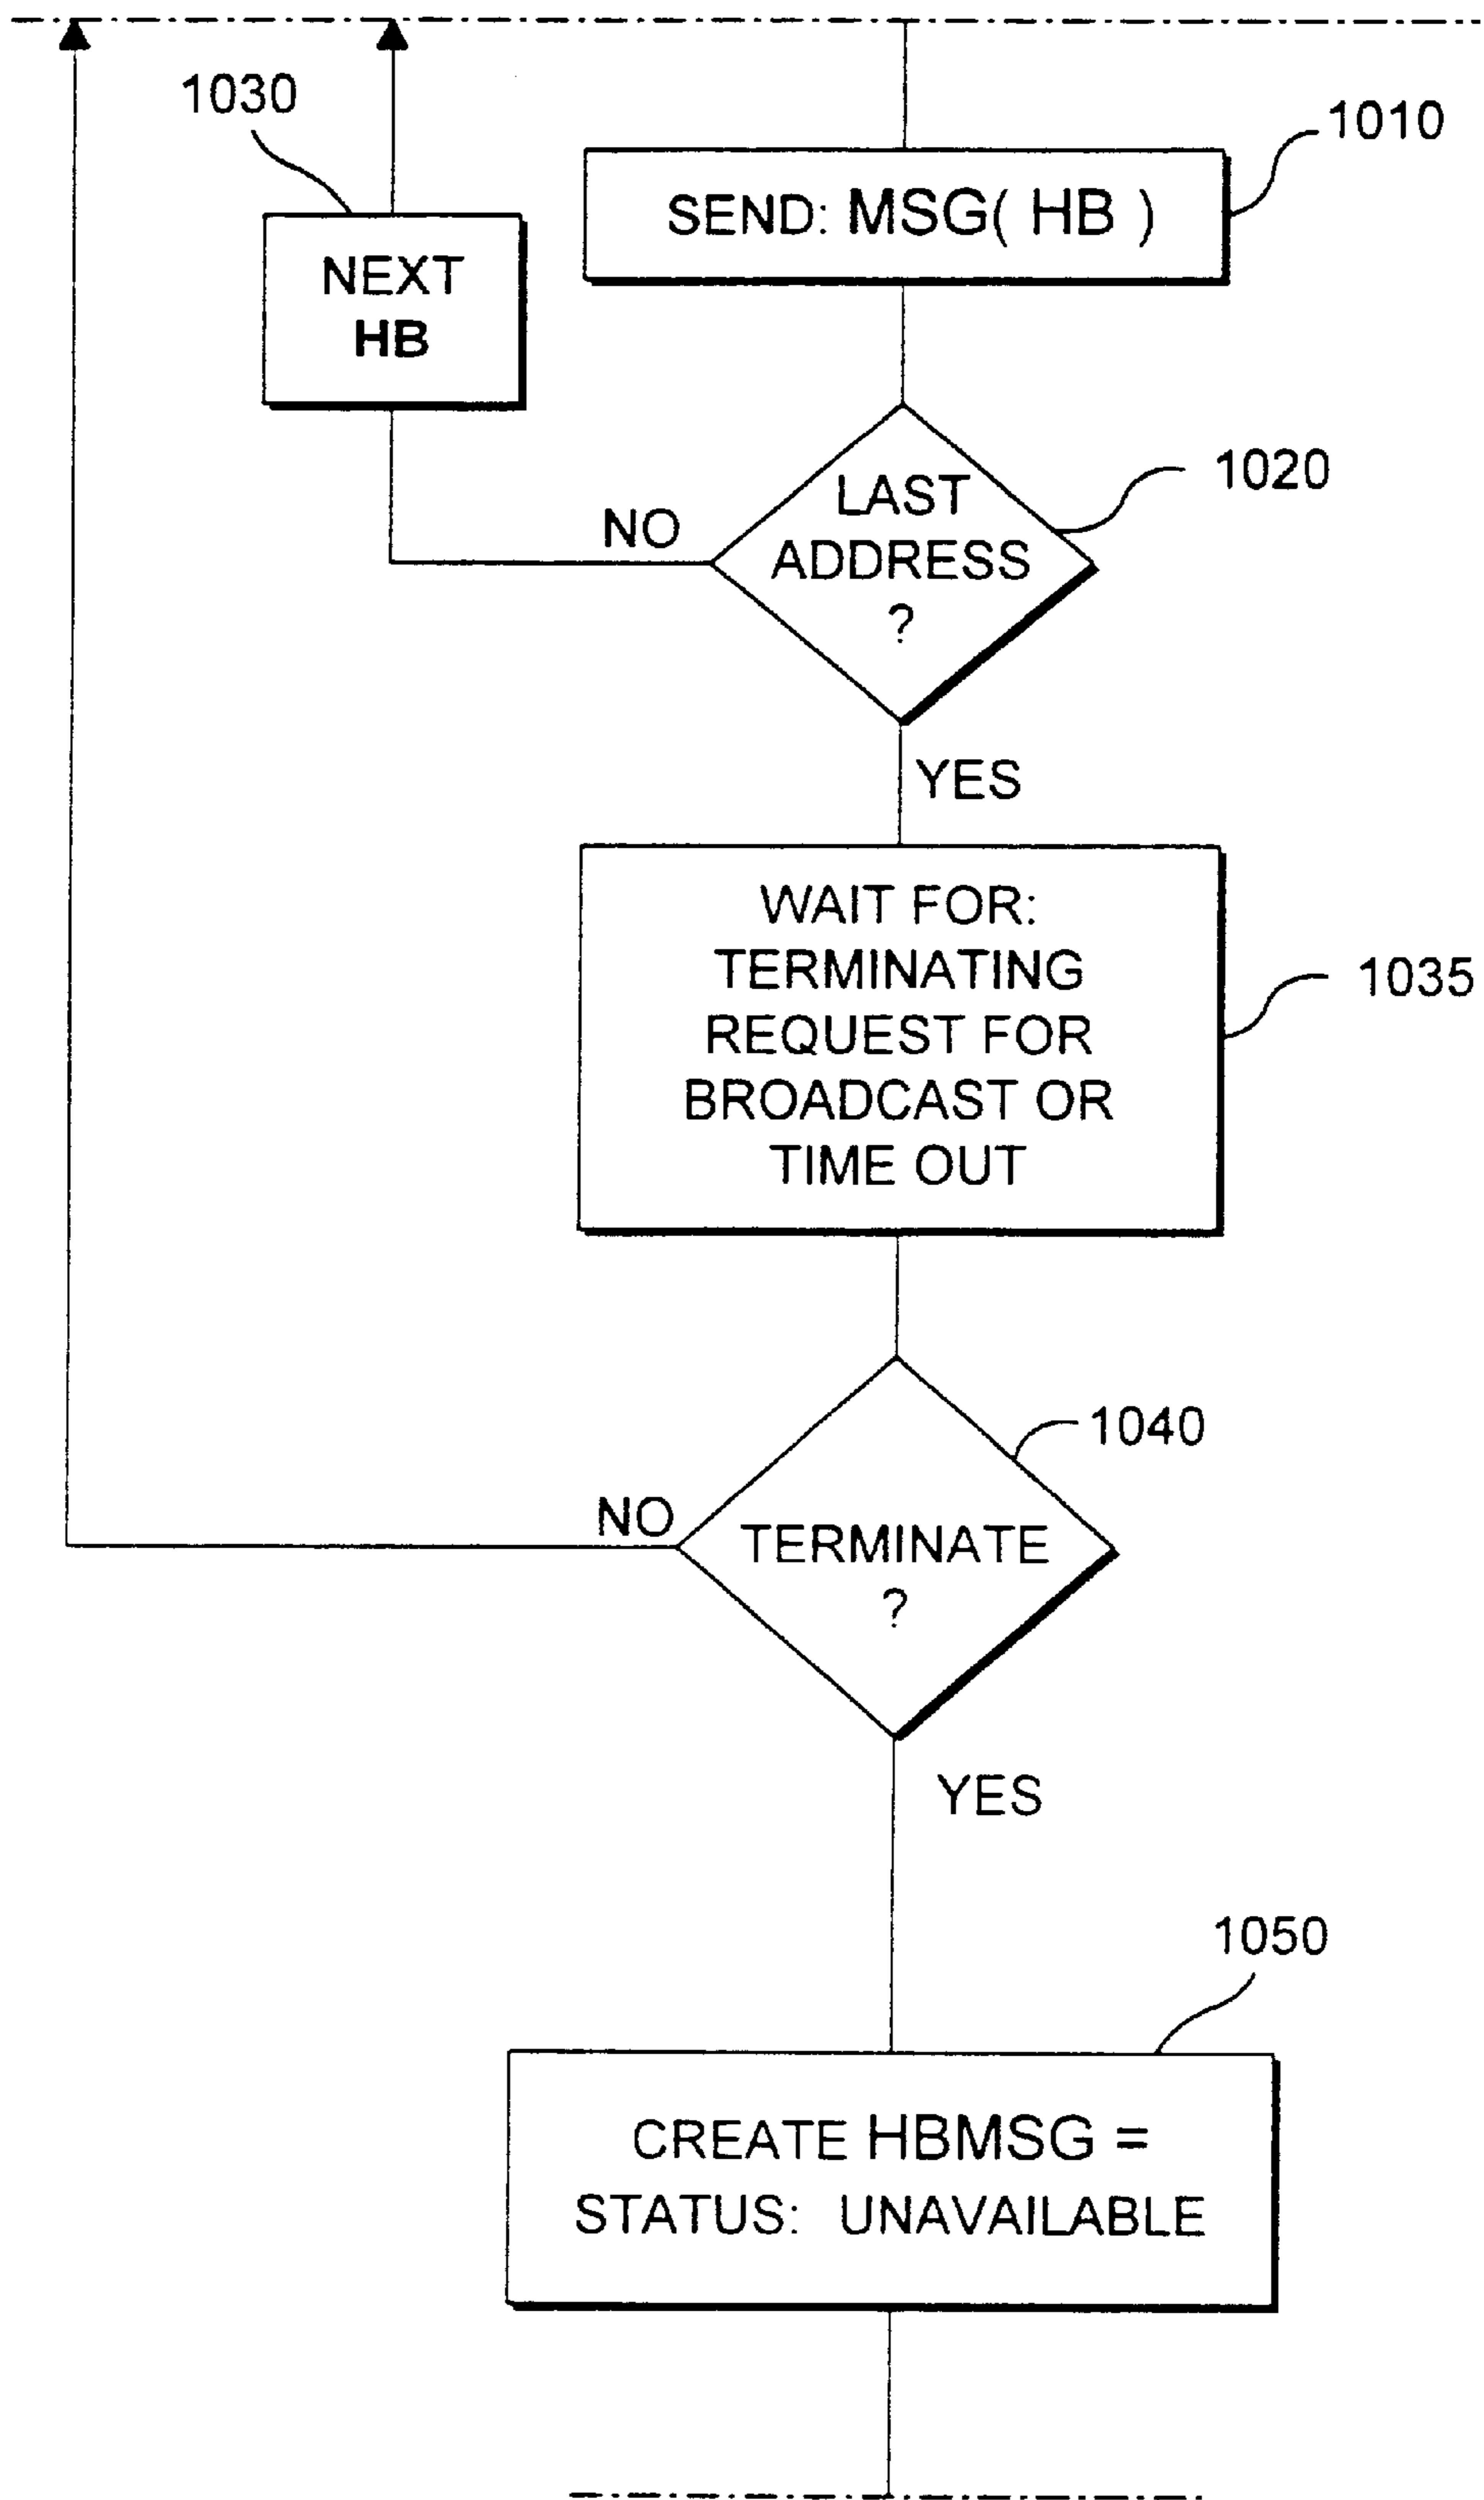 1030
1010
SEND: MSG( HB )
NEXT
HB
1020
LAST
ADDRESS
?
NO
YES
WAIT FOR:
TERMINATING
REQUEST FOR
BROADCAST OR
TIME OUT
1035
1040
NO
TERMINATE
?
YES
1050
CREATE HBMSG =
STATUS: UNAVAILABLE